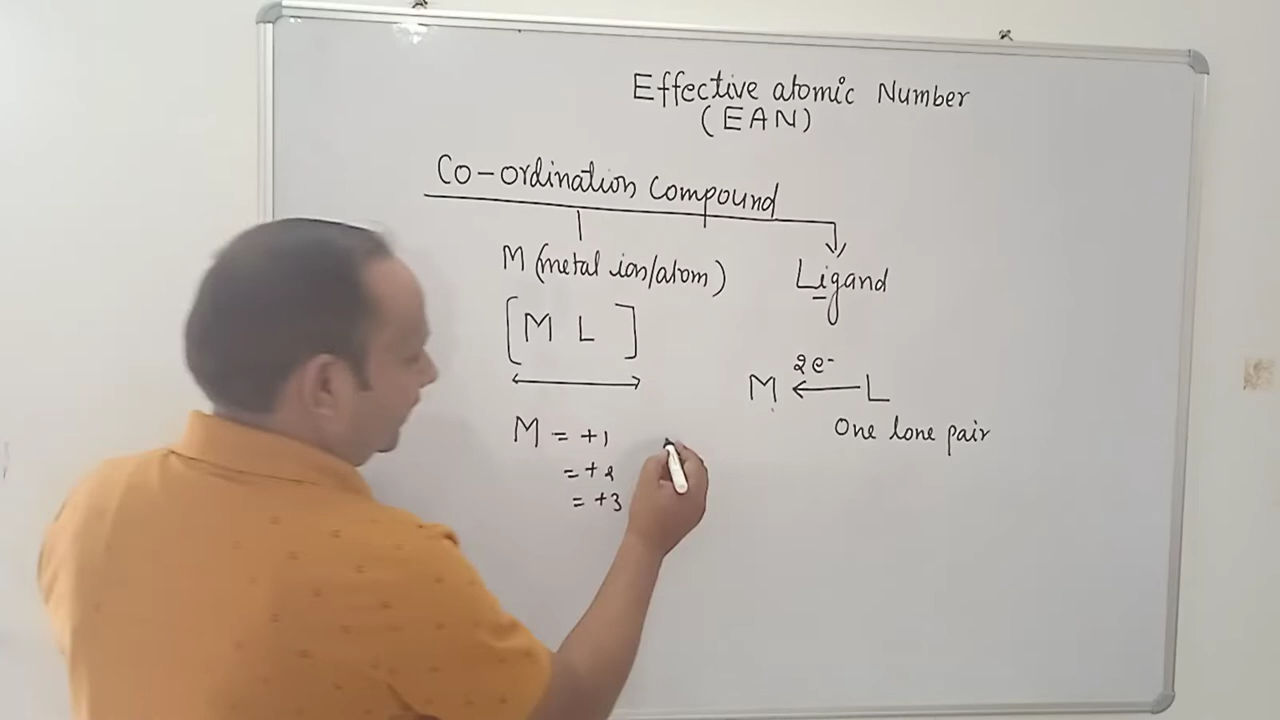 Effective atomic Number
(EAN)
Co-ordination Compound
M (metal ion/atom)
Ligand
[M L ]
2e-
M ← L
One lone pair
M = +1
= +2
= +3